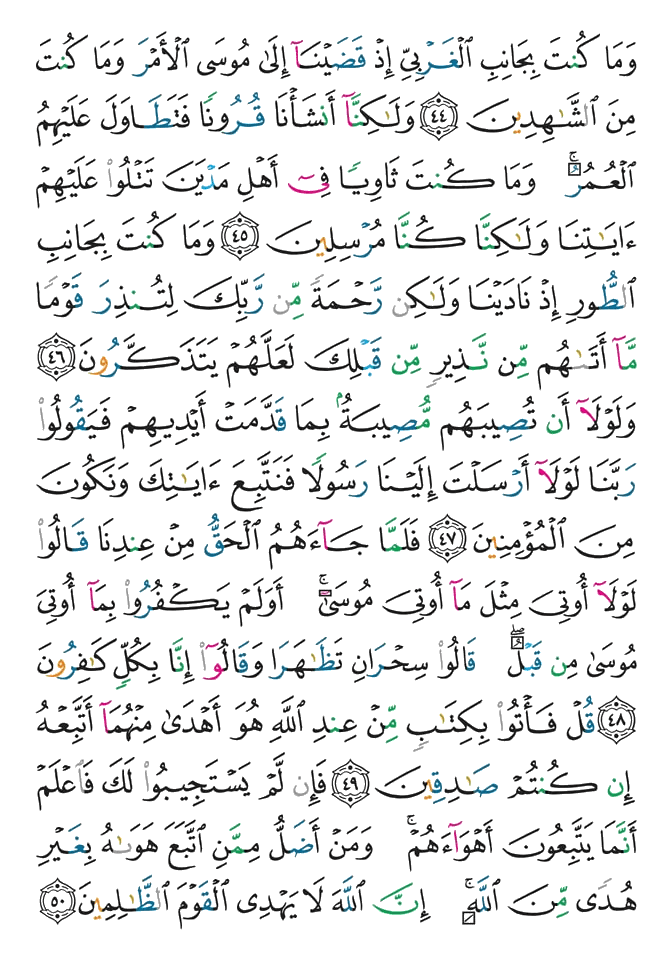 وَمَا كُنتَ بِجَانِبِ ٱلْغَرْبِىِّ إِذْ قَضَيْنَآ إِلَىٰ مُوسَى ٱلْأَمْرَ وَمَا كُنتَ
مِنَ ٱلشَّـٰهِدِينَ ٤٤ وَلَـٰكِنَّآ أَنشَأْنَا قُرُونًا فَتَطَاوَلَ عَلَيْهِمُ
ٱلْعُمُرُ ۚ وَمَا كُنتَ ثَاوِيًا فِىٓ أَهْلِ مَدْيَنَ تَتْلُوا۟ عَلَيْهِمْ
ءَايَـٰتِنَا وَلَـٰكِنَّا كُنَّا مُرْسِلِينَ ٤٥ وَمَا كُنتَ بِجَانِبِ
ٱلطُّورِ إِذْ نَادَيْنَا وَلَـٰكِن رَّحْمَةً مِّن رَّبِّكَ لِتُنذِرَ قَوْمًا
مَّآ أَتَىٰهُم مِّن نَّذِيرٍ مِّن قَبْلِكَ لَعَلَّهُمْ يَتَذَكَّرُونَ ٤٦
وَلَوْلَآ أَن تُصِيبَهُم مُّصِيبَةٌۢ بِمَا قَدَّمَتْ أَيْدِيهِمْ فَيَقُولُوا۟
رَبَّنَا لَوْلَآ أَرْسَلْتَ إِلَيْنَا رَسُولًا فَنَتَّبِعَ ءَايَـٰتِكَ وَنَكُونَ
مِنَ ٱلْمُؤْمِنِينَ ٤٧ فَلَمَّا جَآءَهُمُ ٱلْحَقُّ مِنْ عِندِنَا قَالُوا۟
لَوْلَآ أُوتِىَ مِثْلَ مَآ أُوتِىَ مُوسَىٰٓ ۚ أَوَلَمْ يَكْفُرُوا۟ بِمَآ أُوتِىَ
مُوسَىٰ مِن قَبْلُ ۖ قَالُوا۟ سِحْرَانِ تَظَـٰهَرَا وَقَالُوٓا۟ إِنَّا بِكُلٍّ كَـٰفِرُونَ
٤٨ قُلْ فَأْتُوا۟ بِكِتَـٰبٍ مِّنْ عِندِ ٱللَّهِ هُوَ أَهْدَىٰ مِنْهُمَآ أَتَّبِعْهُ
إِن كُنتُمْ صَـٰدِقِينَ ٤٩ فَإِن لَّمْ يَسْتَجِيبُوا۟ لَكَ فَٱعْلَمْ
أَنَّمَا يَتَّبِعُونَ أَهْوَآءَهُمْ ۚ وَمَنْ أَضَلُّ مِمَّنِ ٱتَّبَعَ هَوَىٰهُ بِغَيْرِ
هُدًى مِّنَ ٱللَّهِ ۚ إِنَّ ٱللَّهَ لَا يَهْدِى ٱلْقَوْمَ ٱلظَّـٰلِمِينَ ٥٠